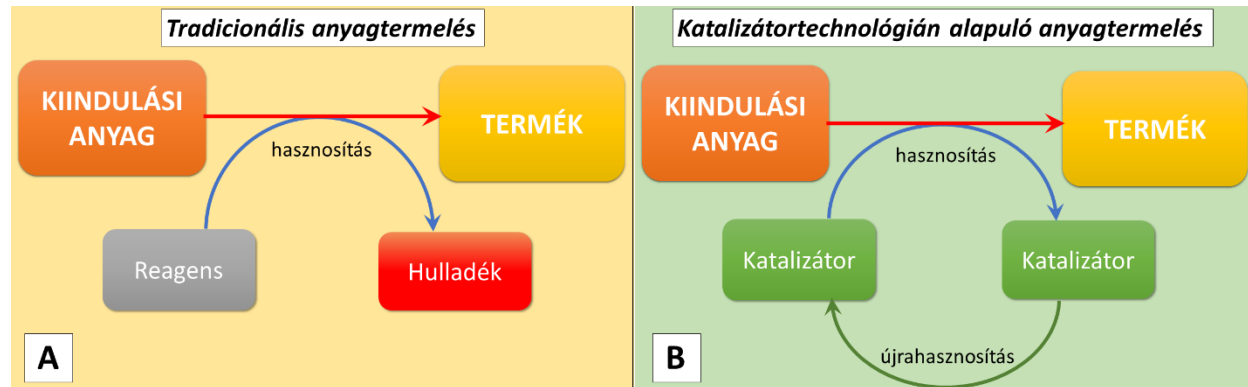 Tradicionális anyagtermelés
KIINDULÁSI
ANYAG
TERMÉK
hasznosítás
Reagens
Hulladék
A
Katalizátortechnológián alapuló anyagtermelés
KIINDULÁSI
ANYAG
TERMÉK
hasznosítás
Katalizátor
Katalizátor
újrahasznosítás
B